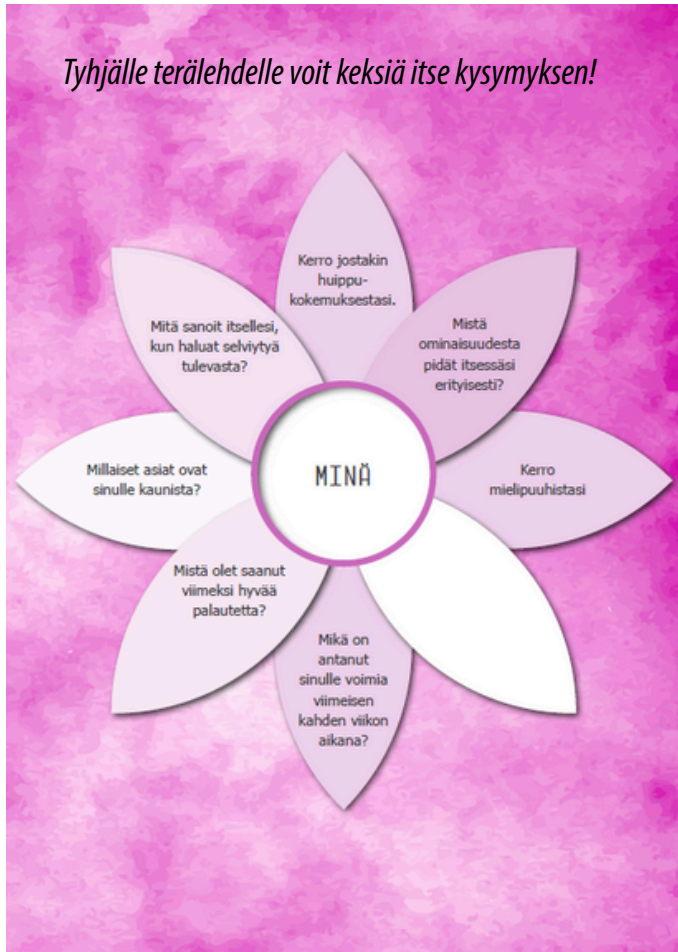 Tyhjälle terälehdelle voit keksiä itse kysymyksen!
Kerro jostakin
huippu-
kokemuksestasi.
Mistä
ominaisuudesta
pidät itsessäsi
erityisesti?
Kerro
mielipuuhistasi
Mikä on
antanut
sinulle voimia
viimeisen
kahden viikon
aikana?
Mistä olet saanut
viimeksi hyvää
palautetta?
Millaiset asiat ovat
sinulle kaunista?
Mitä sanoit itsellesi,
kun haluat selviytyä
tulevasta?
MINÄ